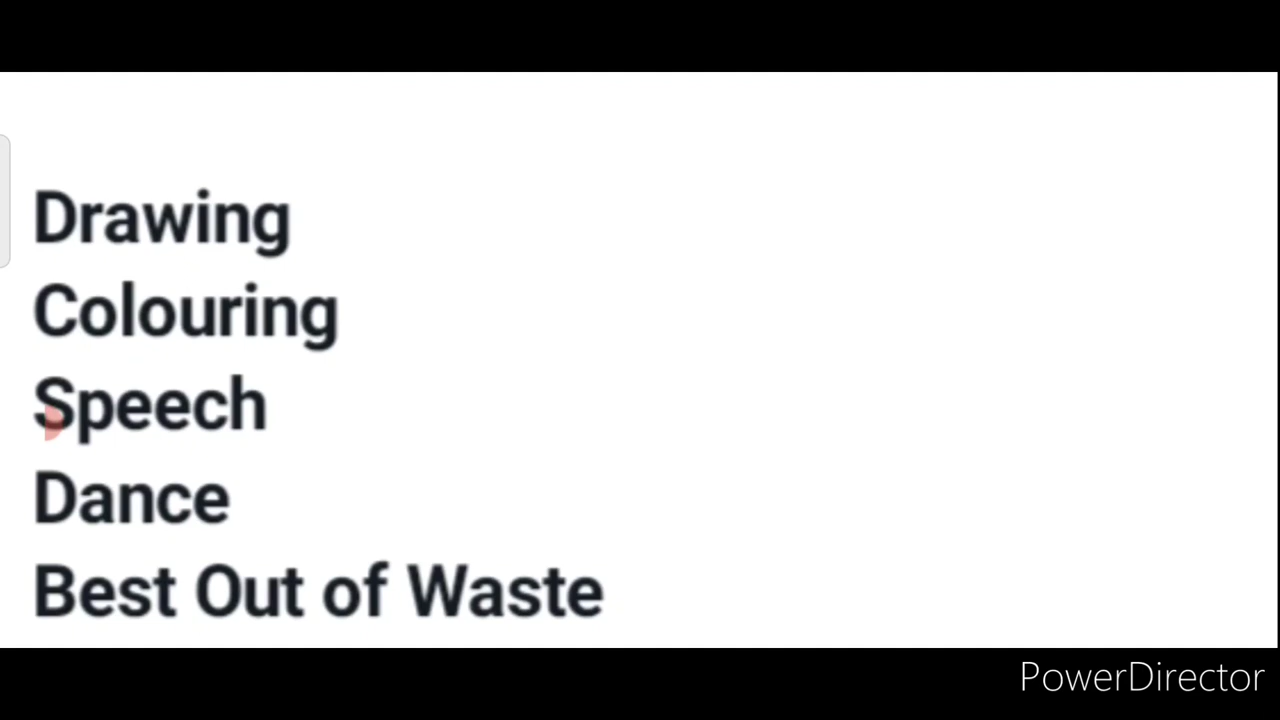 Drawing
Colouring
Speech
Dance
Best Out of Waste
PowerDirector